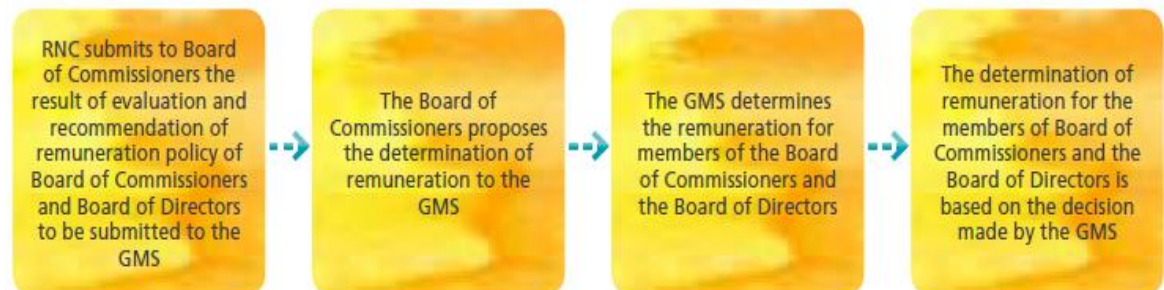 RNC submits to Board
of Commissioners the
result of evaluation and
recommendation of
remuneration policy of
Board of Commissioners
and Board of Directors
to be submitted to the
GMS
The Board of
Commissioners proposes
the determination of
remuneration to the
GMS
The GMS determines
the remuneration for
members of the Board
of Commissioners and
the Board of Directors
The determination of
remuneration for the
members of Board of
Commissioners and the
Board of Directors is
based on the decision
made by the GMS